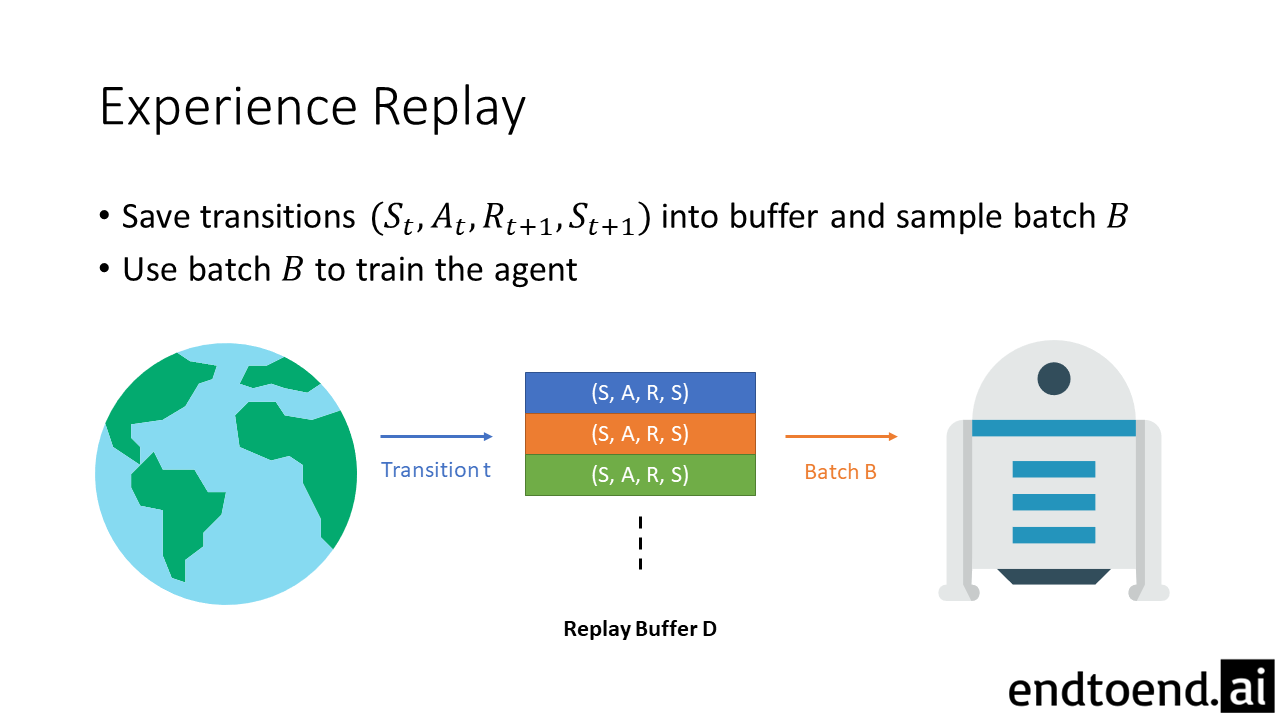 Experience Replay
• Save transitions (S_t, A_t, R_{t+1}, S_{t+1}) into buffer and sample batch B
• Use batch B to train the agent
(S, A, R, S)
(S, A, R, S)
(S, A, R, S)
Transition t
Batch B
Replay Buffer D
endtoend.ai